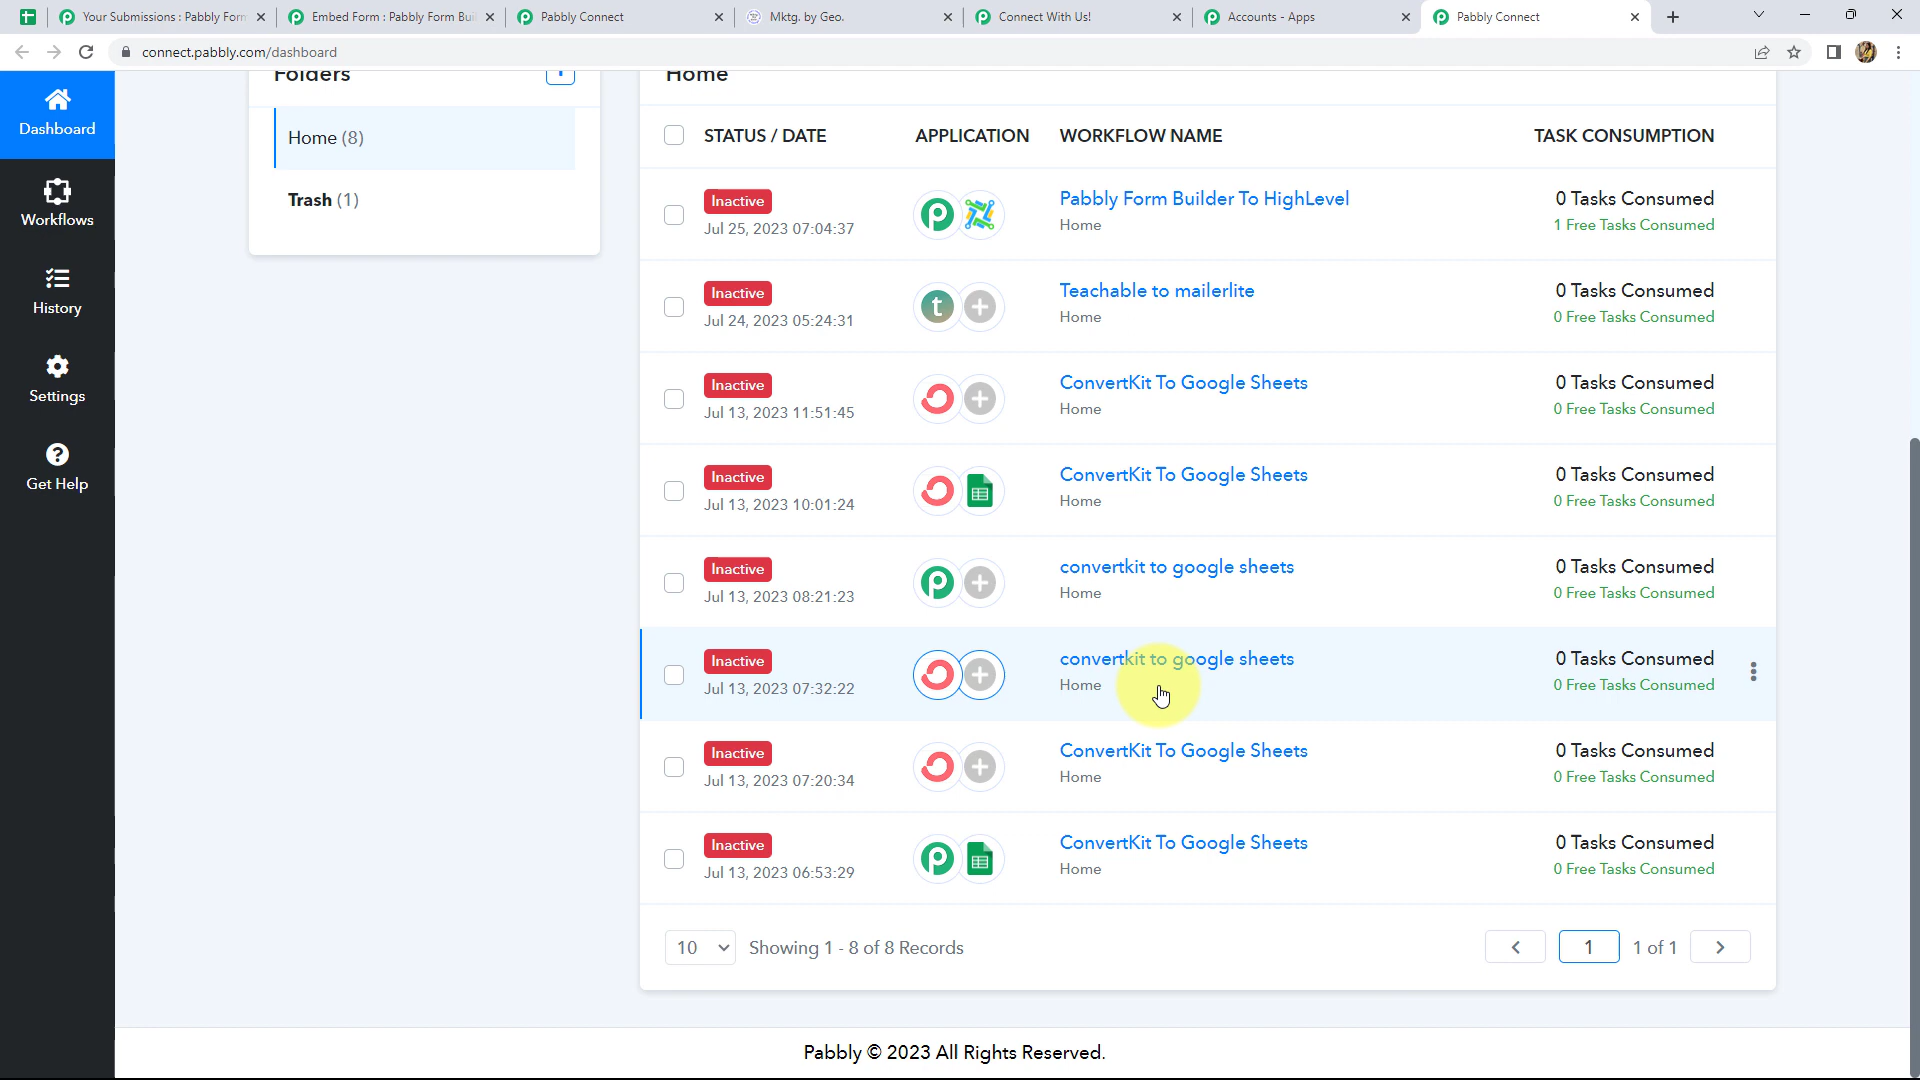 Your Submissions : Pabbly Form
Embed Form : Pabbly Form Bui
Pabbly Connect
Mktg. by Geo.
Connect With Us!
Accounts - Apps
Pabbly Connect
connect.pabbly.com/dashboard
Dashboard
Workflows
History
Settings
Get Help
Folders
Home (8)
Trash (1)
Home
STATUS / DATE APPLICATION WORKFLOW NAME TASK CONSUMPTION
Inactive
Jul 25, 2023 07:04:37
Pabbly Form Builder To HighLevel
Home
0 Tasks Consumed
1 Free Tasks Consumed
Inactive
Jul 24, 2023 05:24:31
Teachable to mailerlite
Home
0 Tasks Consumed
0 Free Tasks Consumed
Inactive
Jul 13, 2023 11:51:45
ConvertKit To Google Sheets
Home
0 Tasks Consumed
0 Free Tasks Consumed
Inactive
Jul 13, 2023 10:01:24
ConvertKit To Google Sheets
Home
0 Tasks Consumed
0 Free Tasks Consumed
Inactive
Jul 13, 2023 08:21:23
convertkit to google sheets
Home
0 Tasks Consumed
0 Free Tasks Consumed
Inactive
Jul 13, 2023 07:32:22
convertkit to google sheets
Home
0 Tasks Consumed
0 Free Tasks Consumed
Inactive
Jul 13, 2023 07:20:34
ConvertKit To Google Sheets
Home
0 Tasks Consumed
0 Free Tasks Consumed
Inactive
Jul 13, 2023 06:53:29
ConvertKit To Google Sheets
Home
0 Tasks Consumed
0 Free Tasks Consumed
10 Showing 1 - 8 of 8 Records
1 1 of 1
Pabbly © 2023 All Rights Reserved.